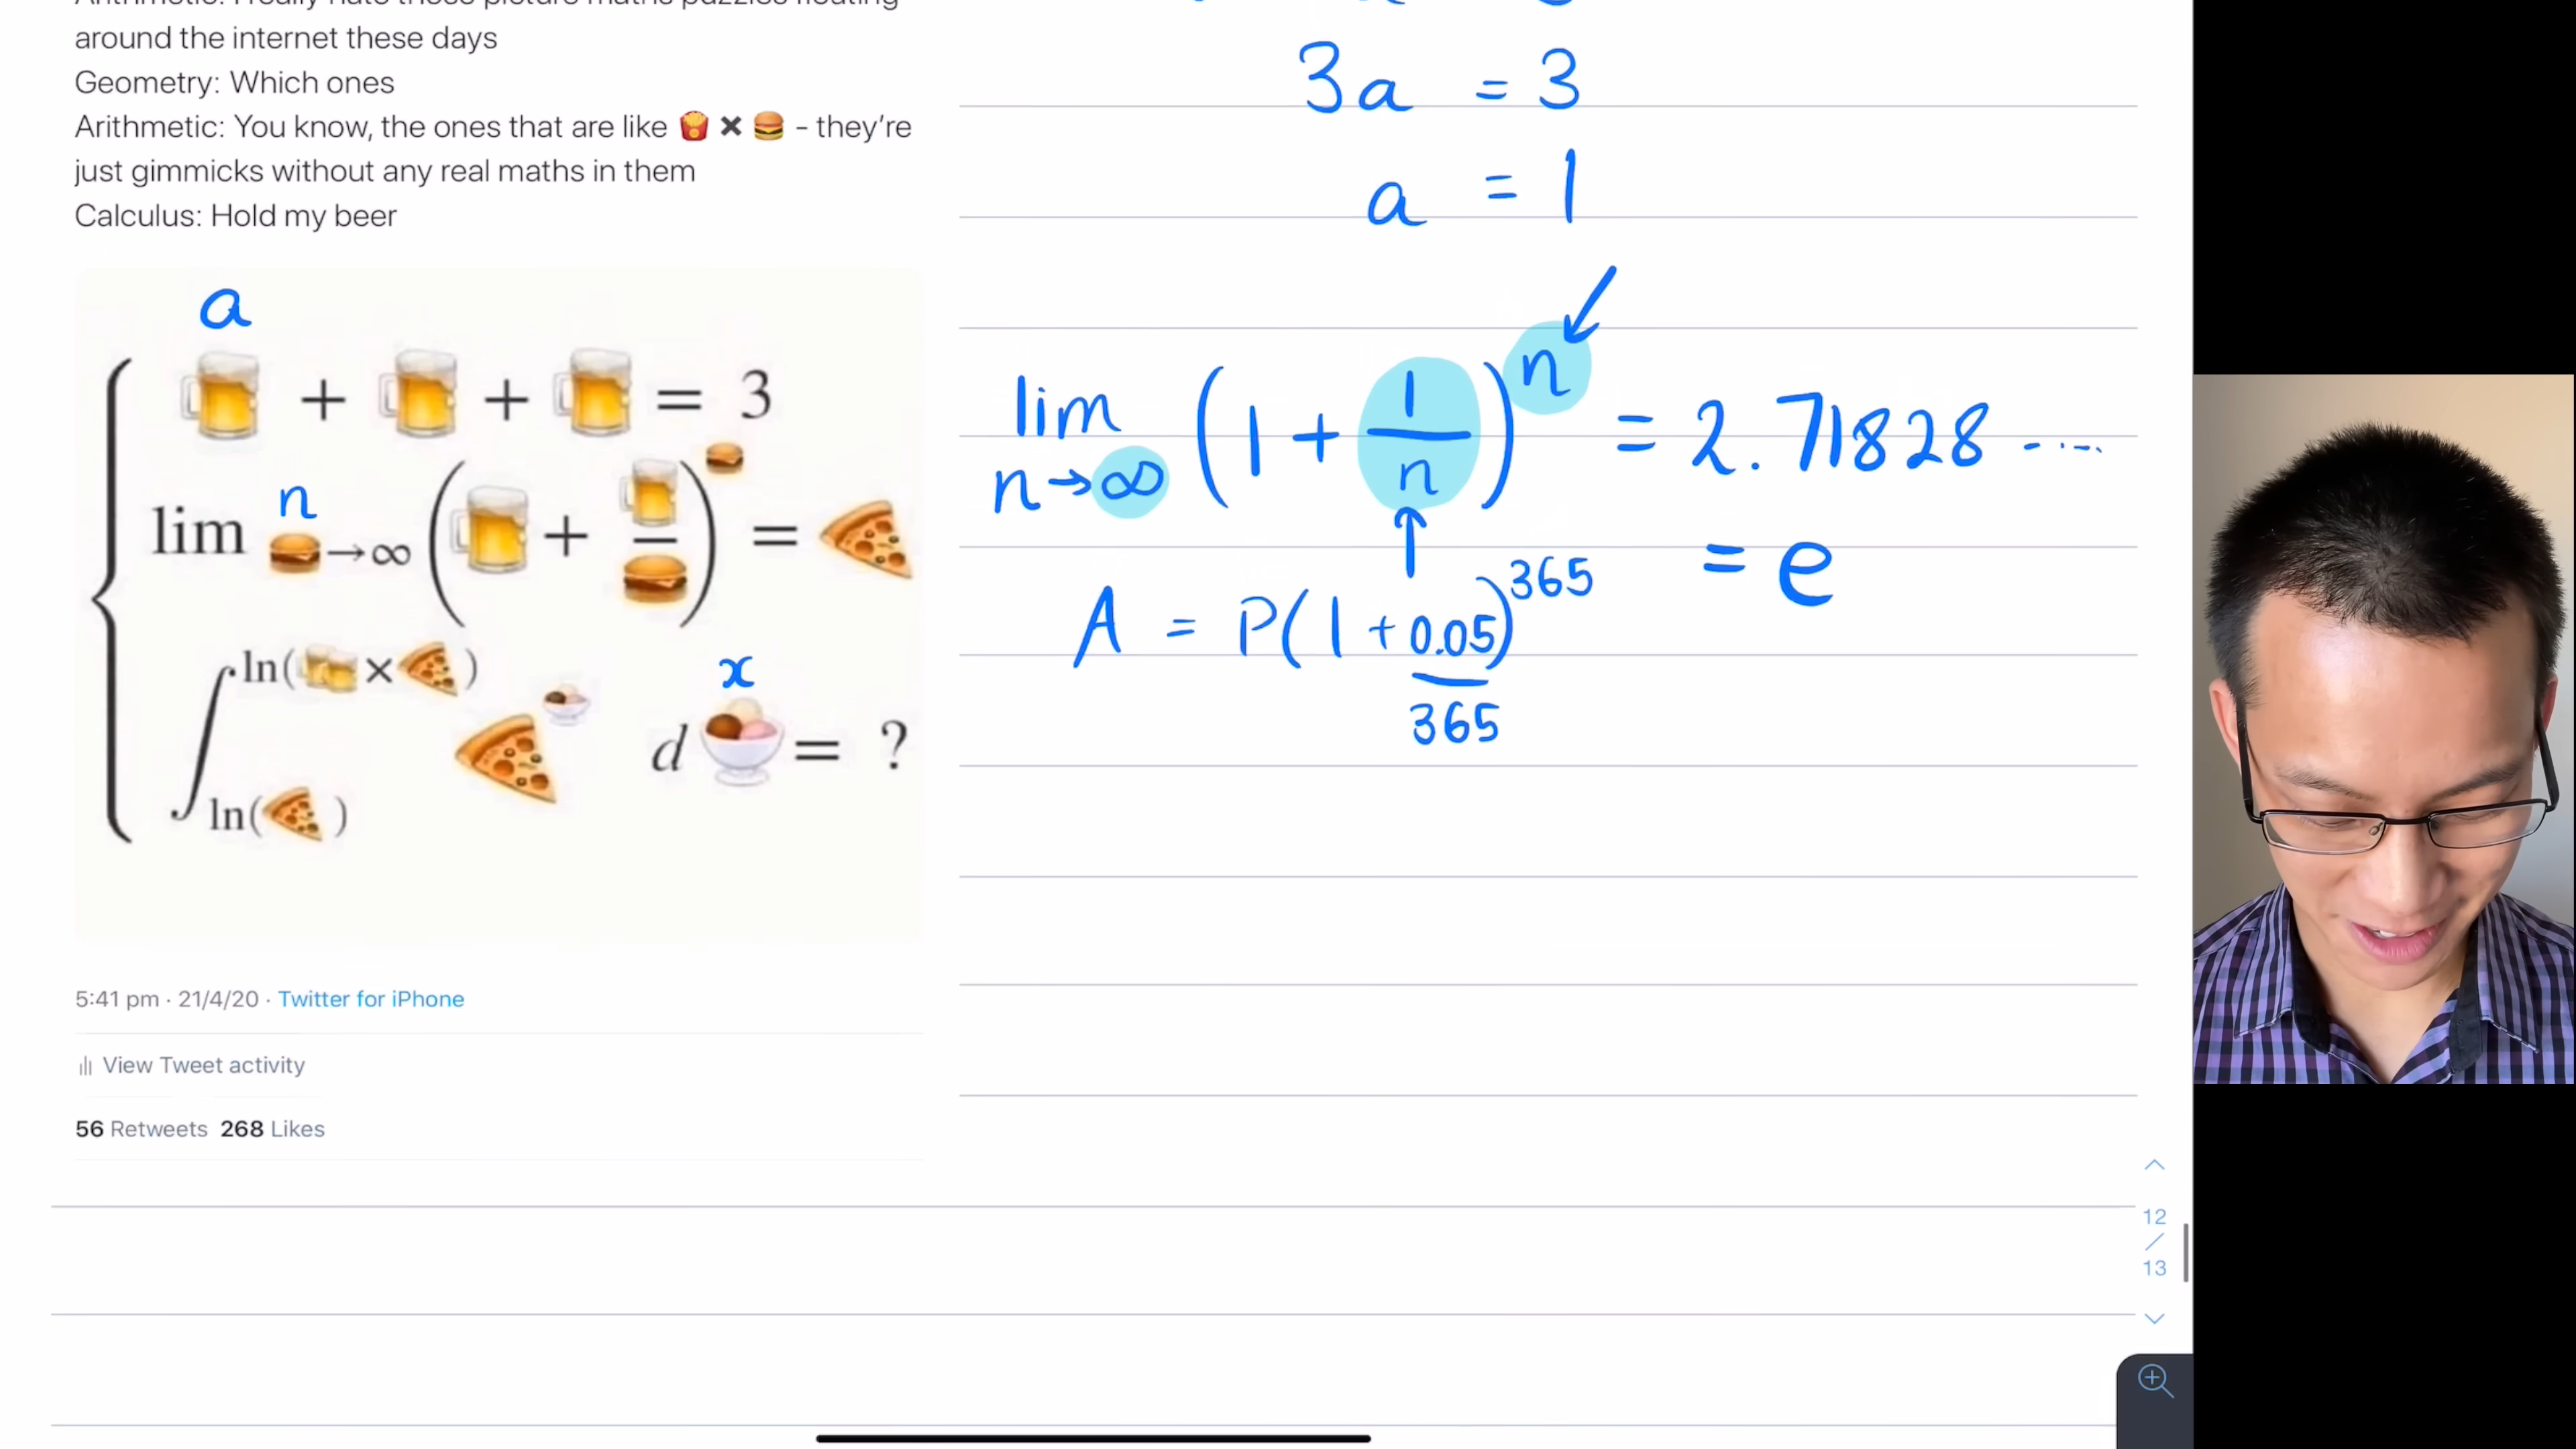 around the internet these days
Geometry: Which ones
Arithmetic: You know, the ones that are like 🍟 ✖ 🍔 - they're
just gimmicks without any real maths in them
Calculus: Hold my beer
a
🍺 + 🍺 + 🍺 = 3
n
lim 🍔→∞ (🍺 + 🍺/🍔)^🍔 = 🍕
∫ ln(🍻×🍕)
x
🍕^🍨 d🍨 = ?
ln(🍕)
5:41 pm · 21/4/20 · Twitter for iPhone
View Tweet activity
56 Retweets 268 Likes
3a = 3
a = 1
lim n→∞ (1 + 1/n)^n = 2.71828....
= e
A = P(1 + 0.05/365)^365
12
/
13